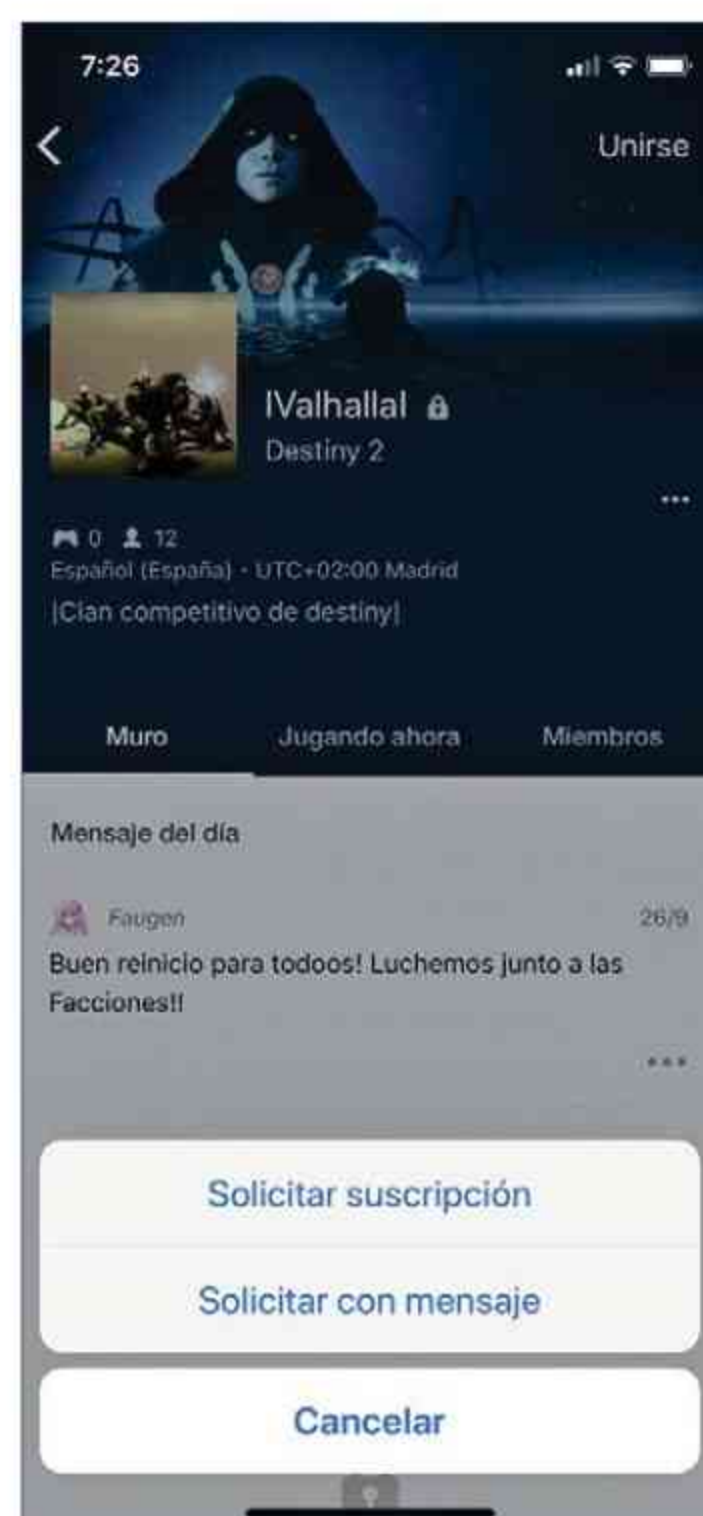 7:26
Unirse
IValhallaI
Destiny 2
...
0 12
Español (España) - UTC+02:00 Madrid
|Clan competitivo de destiny|
Muro Jugando ahora Miembros
Mensaje del día
Faugen 26/9
Buen reinicio para todoos! Luchemos junto a las
Facciones!!
...
Solicitar suscripción
Solicitar con mensaje
Cancelar